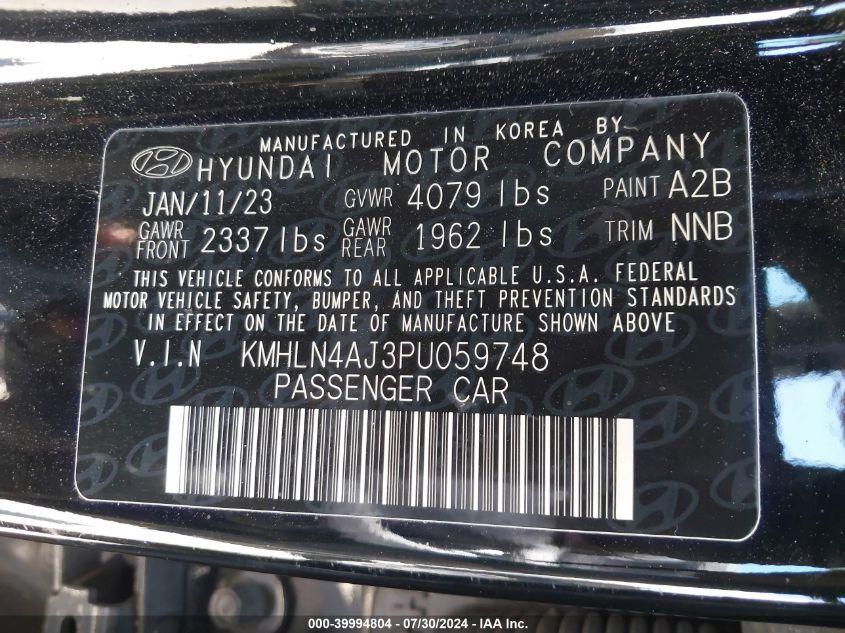 MANUFACTURED IN KOREA BY
HYUNDAI MOTOR COMPANY
JAN/11/23 GVWR 4079 lbs PAINT A2B
GAWR FRONT 2337 lbs GAWR REAR 1962 lbs TRIM NNB
THIS VEHICLE CONFORMS TO ALL APPLICABLE U.S.A. FEDERAL
MOTOR VEHICLE SAFETY, BUMPER, AND THEFT PREVENTION STANDARDS
IN EFFECT ON THE DATE OF MANUFACTURE SHOWN ABOVE
V.I.N KMHLN4AJ3PU059748
PASSENGER CAR
000-39994804 - 07/30/2024 - IAA Inc.